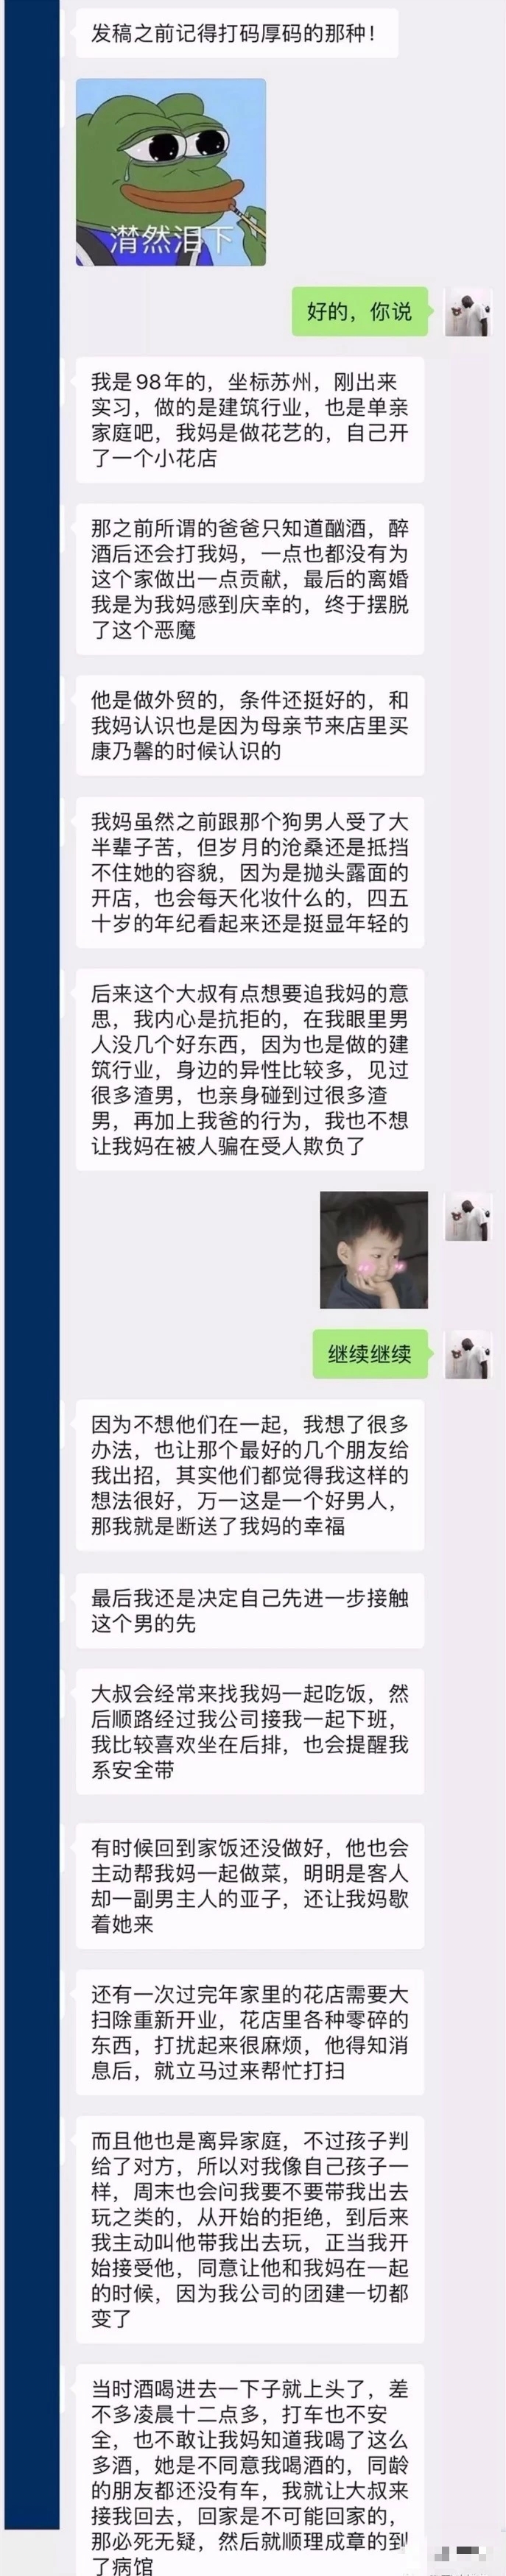 发稿之前记得打码厚码的那种！
潸然泪下
好的，你说
我是98年的，坐标苏州，刚出来
实习，做的是建筑行业，也是单亲
家庭吧，我妈是做花艺的，自己开
了一个小花店
那之前所谓的爸爸只知道酗酒，醉
酒后还会打我妈，一点也都没有为
这个家做出一点贡献，最后的离婚
我是为我妈感到庆幸的，终于摆脱
了这个恶魔
他是做外贸的，条件还挺好的，和
我妈认识也是因为母亲节来店里买
康乃馨的时候认识的
我妈虽然之前跟那个狗男人受了大
半辈子苦，但岁月的沧桑还是抵挡
不住她的容貌，因为是抛头露面的
开店，也会每天化妆什么的，四五
十岁的年纪看起来还是挺显年轻的
后来这个大叔有点想要追我妈的意
思，我内心是抗拒的，在我眼里男
人没几个好东西，因为也是做的建
筑行业，身边的异性比较多，见过
很多渣男，也亲身碰到过很多渣
男，再加上我爸的行为，我也不想
让我妈在被人骗在受人欺负了
继续继续
因为不想他们在一起，我想了很多
办法，也让那个最好的几个朋友给
我出招，其实他们都觉得我这样的
想法很好，万一这是一个好男人，
那我就是断送了我妈的幸福
最后我还是决定自己先进一步接触
这个男的先
大叔会经常来找我妈一起吃饭，然
后顺路经过我公司接我一起下班，
我比较喜欢坐在后排，也会提醒我
系安全带
有时候回到家饭还没做好，他也会
主动帮我妈一起做菜，明明是客人
却一副男主人的亚子，还让我妈歇
着她来
还有一次过完年家里的花店需要大
扫除重新开业，花店里各种零碎的
东西，打扰起来很麻烦，他得知消
息后，就立马过来帮忙打扫
而且他也是离异家庭，不过孩子判
给了对方，所以对我像自己孩子一
样，周末也会问我要不要带我出去
玩之类的，从开始的拒绝，到后来
我主动叫他带我出去玩，正当我开
始接受他，同意让他和我妈在一起
的时候，因为我公司的团建一切都
变了
当时酒喝进去一下子就上头了，差
不多凌晨十二点多，打车也不安
全，也不敢让我妈知道我喝了这么
多酒，她是不同意我喝酒的，同龄
的朋友都还没有车，我就让大叔来
接我回去，回家是不可能回家的，
那必死无疑，然后就顺理成章的到
了病馆